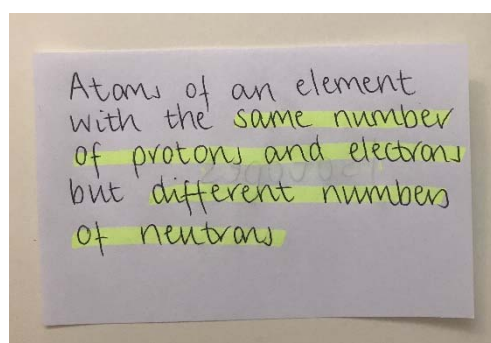 Atoms of an element
with the same number
of protons and electrons
but different numbers
of neutrons